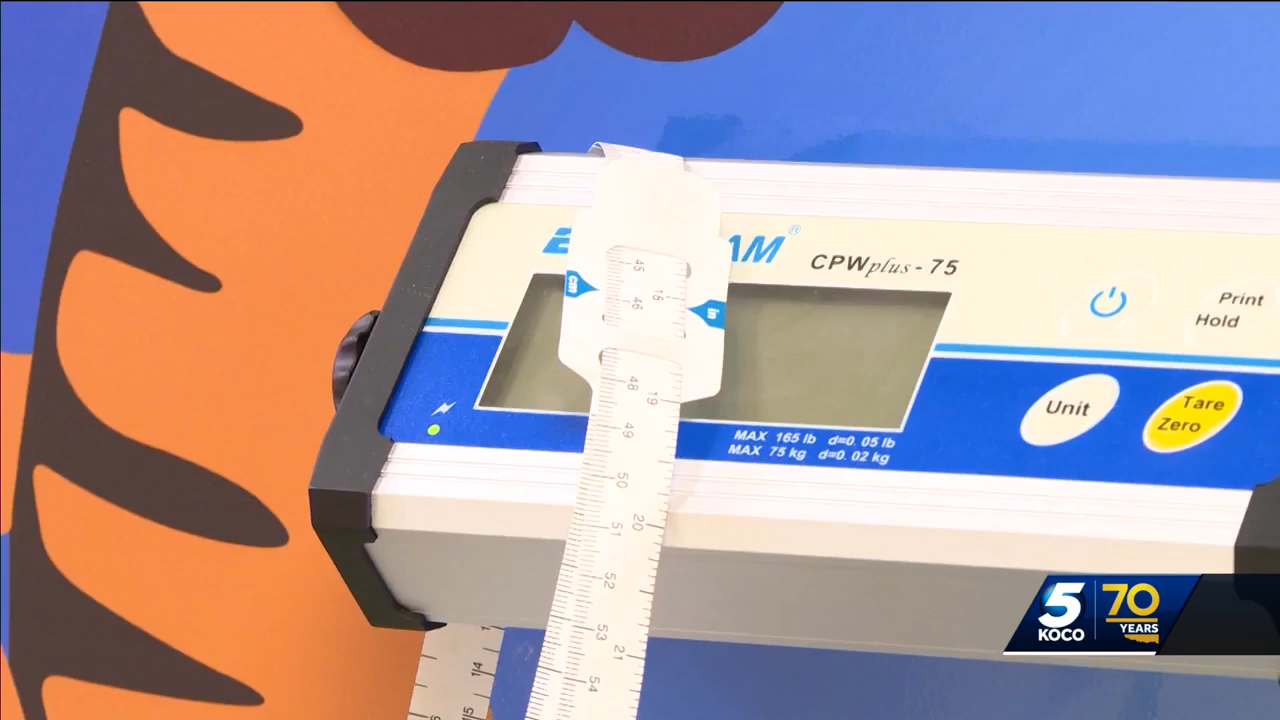 AM®
CPWplus-75
Print
Hold
Unit
Tare
Zero
MAX 165 lb d=0.05 lb
MAX 75 kg d=0.02 kg
cm
in
45
46
18
48
19
49
50
51
20
52
53
21
54
14
15
5
KOCO
70
YEARS